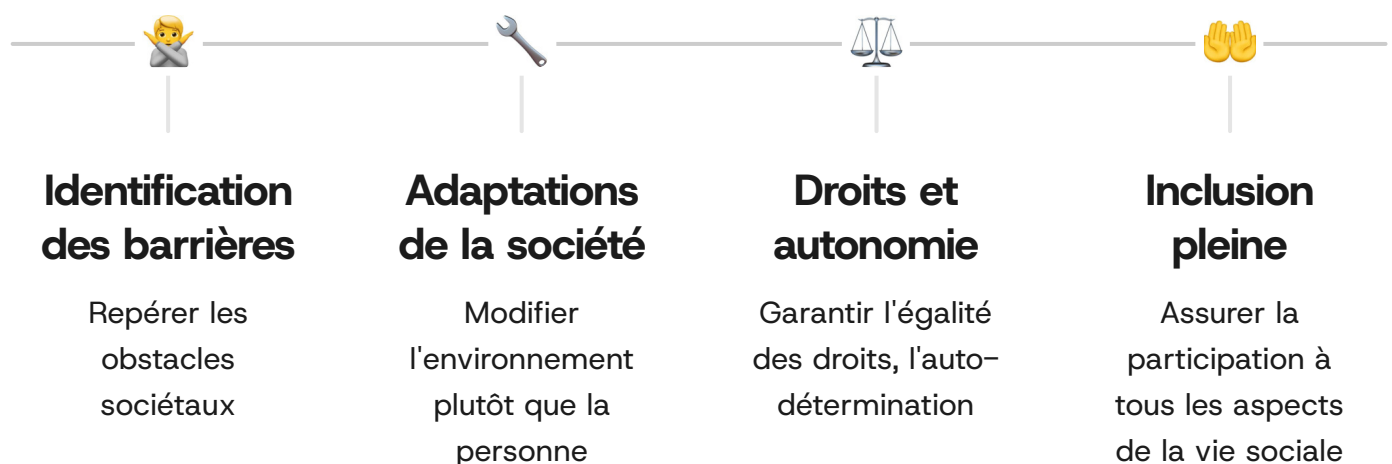 Identification
des barrières
Repérer les
obstacles
sociétaux
Adaptations
de la société
Modifier
l'environnement
plutôt que la
personne
Droits et
autonomie
Garantir l'égalité
des droits, l'auto-
détermination
Inclusion
pleine
Assurer la
participation à
tous les aspects
de la vie sociale